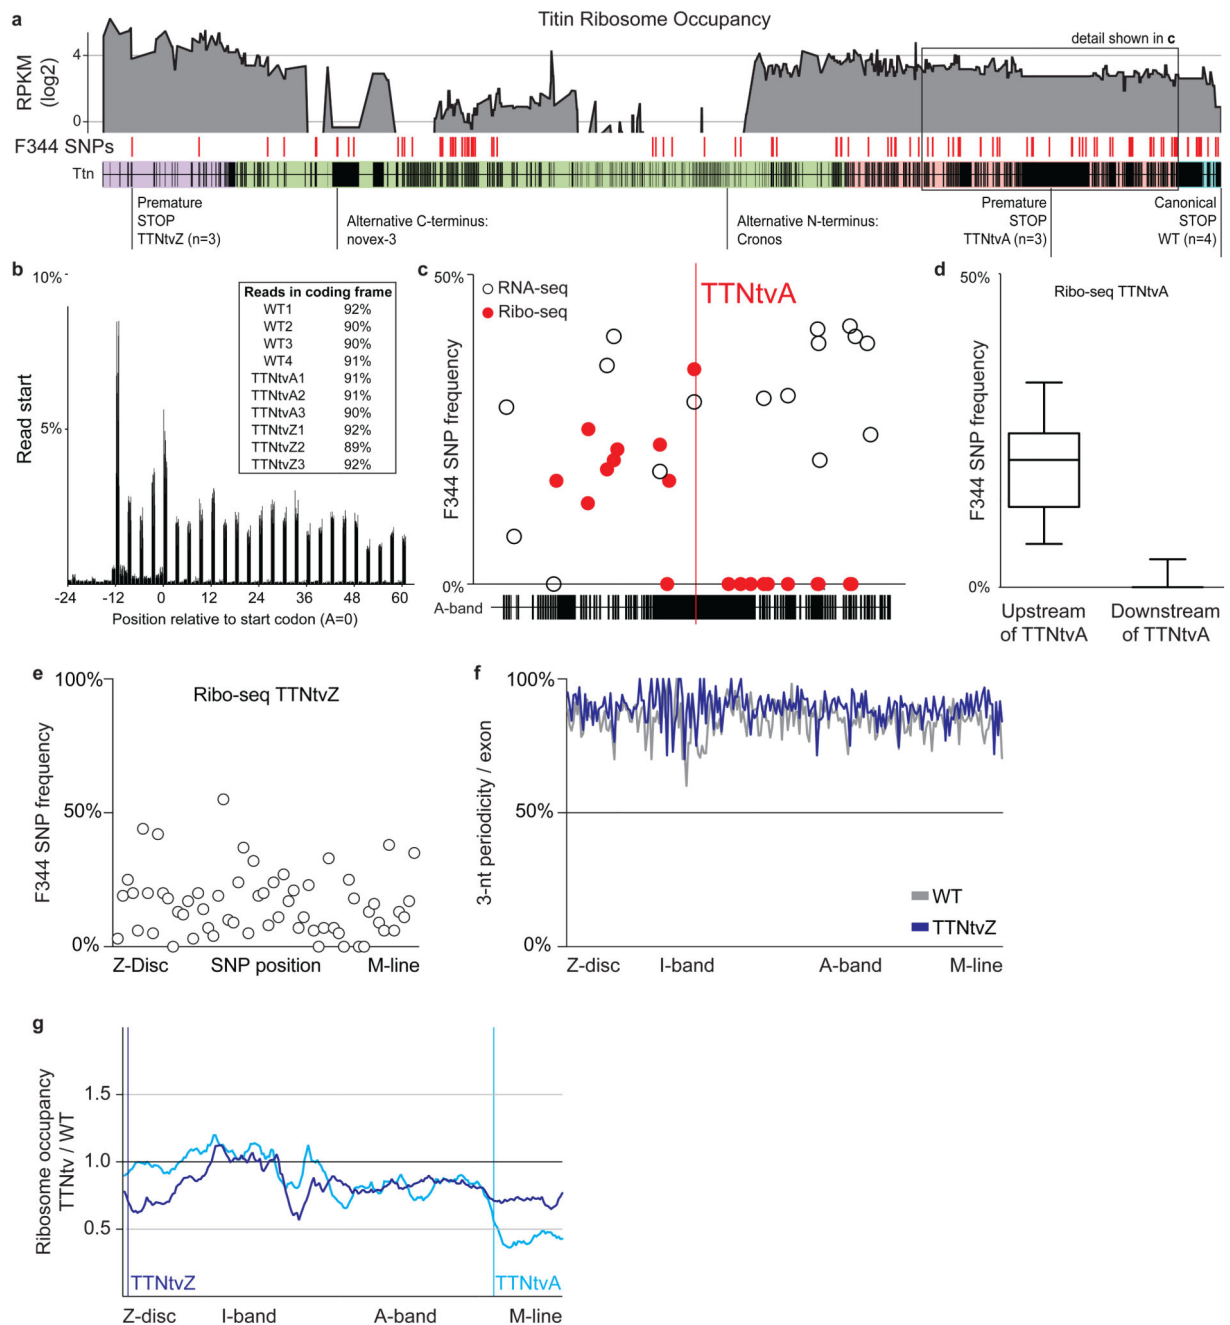 a
Titin Ribosome Occupancy
detail shown in c
RPKM
(log2)
4
0
F344 SNPs
Ttn
Premature
STOP
TTNtvZ (n=3)
Alternative C-terminus:
novex-3
Alternative N-terminus:
Cronos
Premature
STOP
TTNtvA (n=3)
Canonical
STOP
WT (n=4)
b
10%
5%
Read start
Reads in coding frame
WT1 92%
WT2 90%
WT3 90%
WT4 91%
TTNtvA1 91%
TTNtvA2 91%
TTNtvA3 90%
TTNtvZ1 92%
TTNtvZ2 89%
TTNtvZ3 92%
-24 -12 0 12 24 36 48 60
Position relative to start codon (A=0)
c
50%
RNA-seq
Ribo-seq
TTNtvA
F344 SNP frequency
0%
A-band
d
50%
Ribo-seq TTNtvA
F344 SNP frequency
0%
Upstream
of TTNtvA
Downstream
of TTNtvA
e
100%
Ribo-seq TTNtvZ
F344 SNP frequency
50%
0%
Z-Disc SNP position M-line
f
100%
3-nt periodicity / exon
50%
WT
TTNtvZ
0%
Z-disc I-band A-band M-line
g
Ribosome occupancy
TTNtv / WT
1.5
1.0
0.5
TTNtvZ
TTNtvA
Z-disc I-band A-band M-line